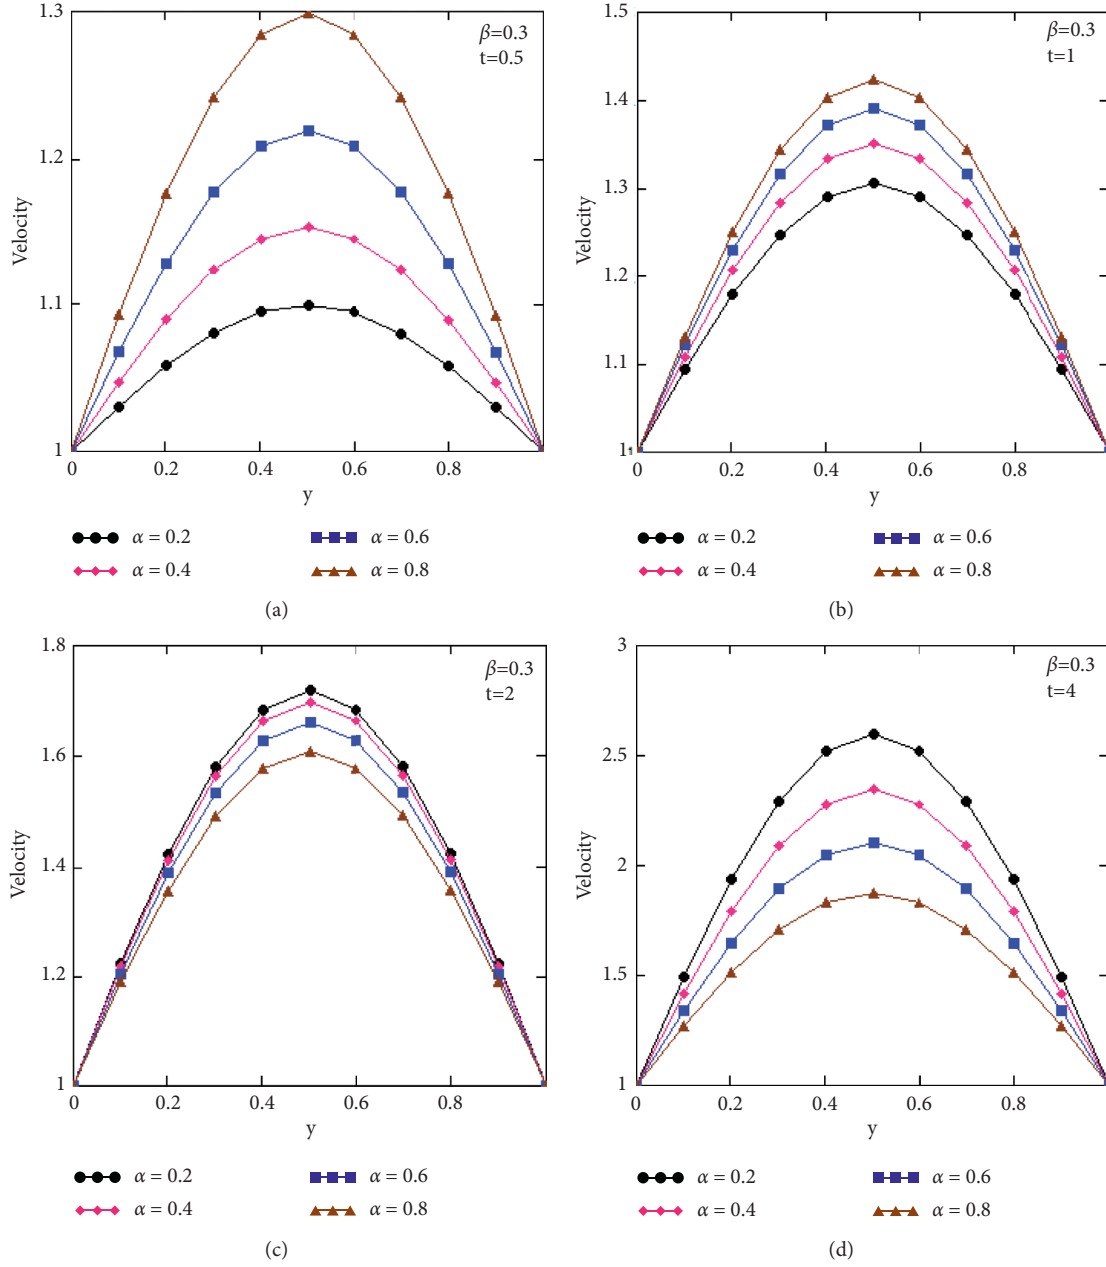 1.3
1.2
1.1
1
Velocity
β=0.3
t=0.5
0 0.2 0.4 0.6 0.8
y
α = 0.2 α = 0.6
α = 0.4 α = 0.8
(a)
1.5
1.4
1.3
1.2
1.1
1
Velocity
β=0.3
t=1
0 0.2 0.4 0.6 0.8
y
α = 0.2 α = 0.6
α = 0.4 α = 0.8
(b)
1.8
1.6
1.4
1.2
1
Velocity
β=0.3
t=2
0 0.2 0.4 0.6 0.8
y
α = 0.2 α = 0.6
α = 0.4 α = 0.8
(c)
3
2.5
2
1.5
1
Velocity
β=0.3
t=4
0 0.2 0.4 0.6 0.8
y
α = 0.2 α = 0.6
α = 0.4 α = 0.8
(d)